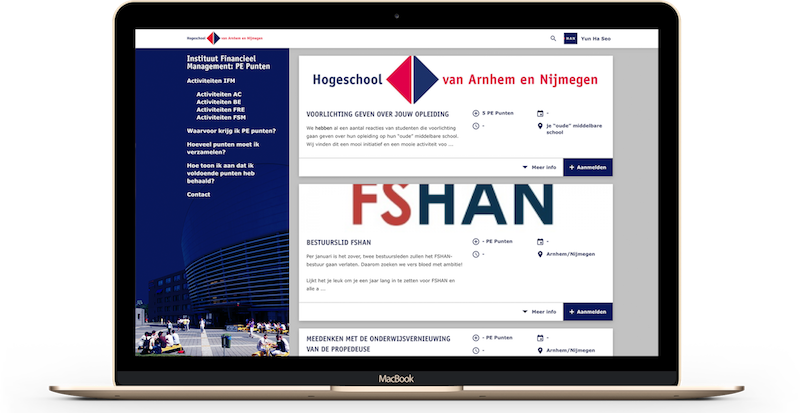 Hogeschool van Arnhem en Nijmegen
HAN Yun Ha Seo
Instituut Financieel
Management: PE Punten
Activiteiten IFM
Activiteiten AC
Activiteiten BE
Activiteiten FRE
Activiteiten FSM
Waarvoor krijg ik PE punten?
Hoeveel punten moet ik
verzamelen?
Hoe toon ik aan dat ik
voldoende punten heb
behaald?
Contact
Hogeschool van Arnhem en Nijmegen
VOORLICHTING GEVEN OVER JOUW OPLEIDING
We hebben al een aantal reacties van studenten die voorlichting
gaan geven over hun opleiding op hun "oude" middelbare school.
Wij vinden dit een mooi initiatief en een mooie activiteit voo ....
5 PE Punten
-
-
je "oude" middelbare
school
Meer info
+ Aanmelden
FSHAN
BESTUURSLID FSHAN
Per januari is het zover, twee bestuursleden zullen het FSHAN-
bestuur gaan verlaten. Daarom zoeken we vers bloed met ambitie!
Lijkt het je leuk om je een jaar lang in te zetten voor FSHAN en
alle a ....
- PE Punten
-
-
Arnhem/Nijmegen
Meer info
+ Aanmelden
MEEDENKEN MET DE ONDERWIJSVERNIEUWING
VAN DE PROPEDEUSE
- PE Punten
-
-
Arnhem/Nijmegen
MacBook